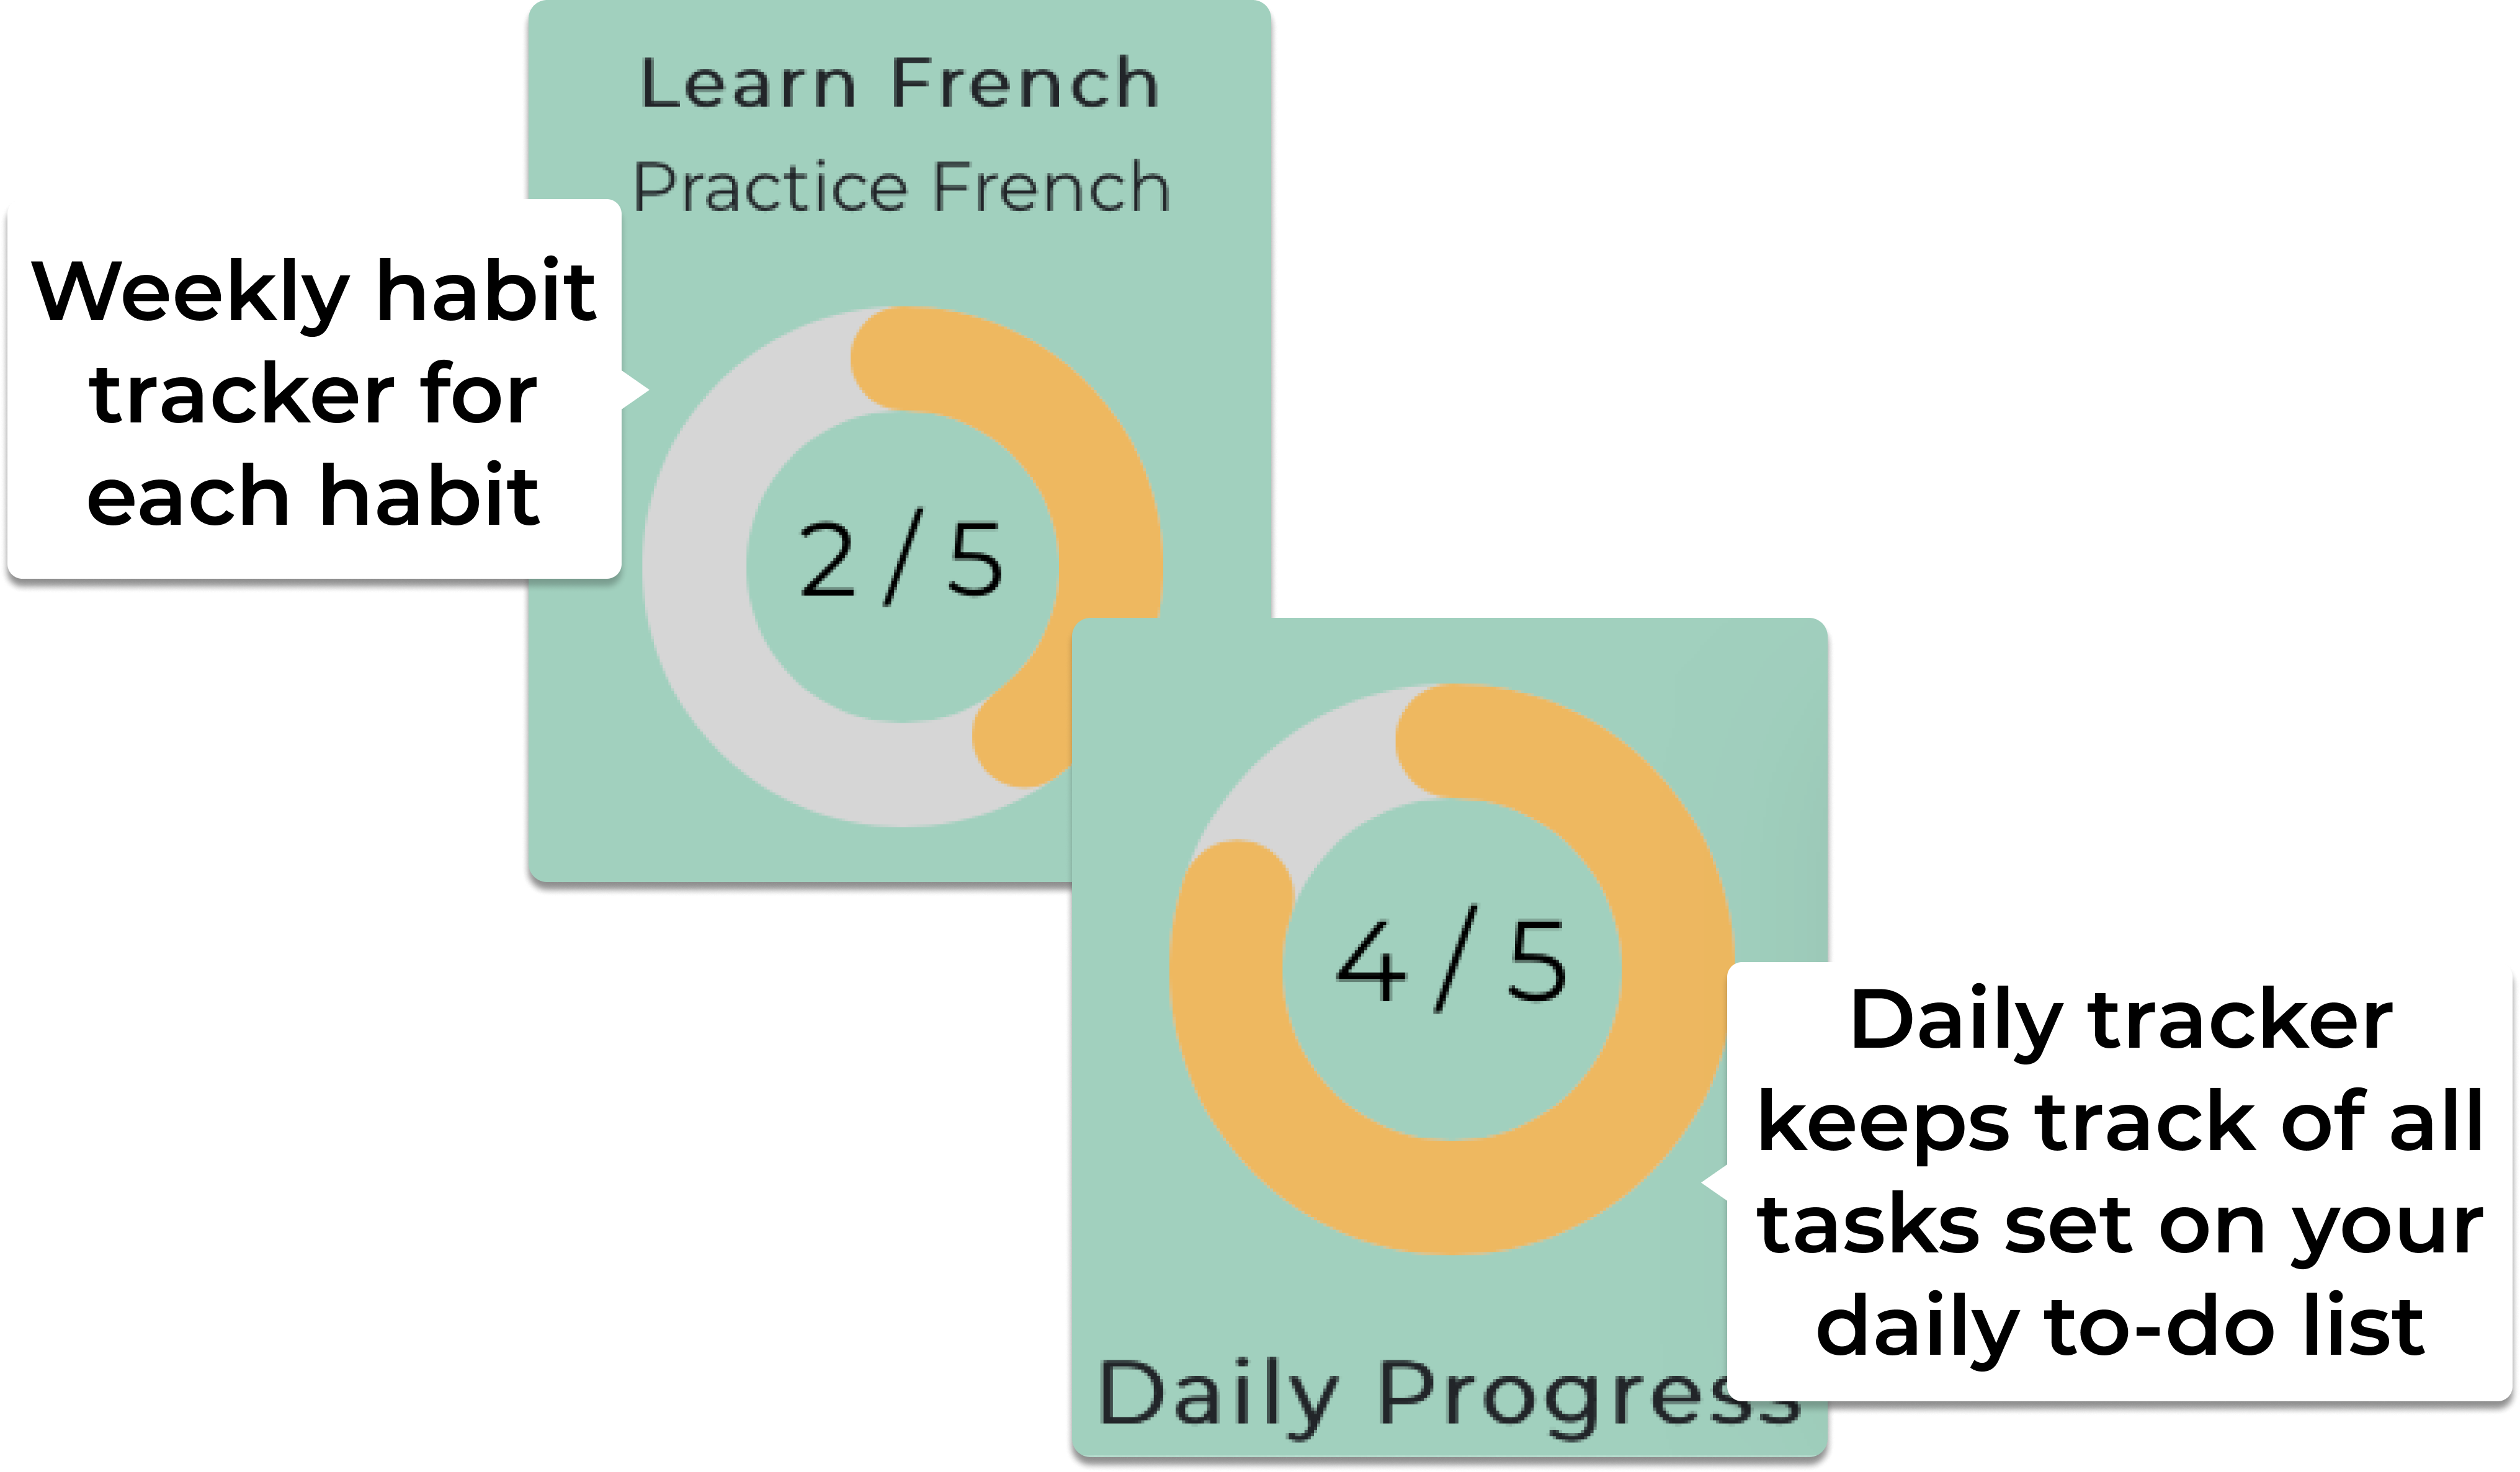 Learn French
Practice French
Weekly habit
tracker for
each habit
2 / 5
4 / 5
Daily tracker
keeps track of all
tasks set on your
daily to-do list
Daily Progress